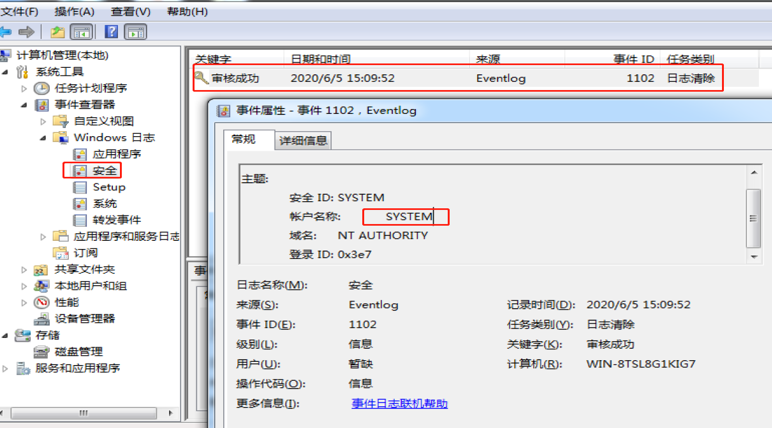 文件(F) 操作(A) 查看(V) 帮助(H)
计算机管理(本地)
系统工具
任务计划程序
事件查看器
自定义视图
Windows 日志
应用程序
安全
Setup
系统
转发事件
应用程序和服务日志
订阅
共享文件夹
本地用户和组
性能
设备管理器
存储
磁盘管理
服务和应用程序
关键字 日期和时间 来源 事件 ID 任务类别
审核成功 2020/6/5 15:09:52 Eventlog 1102 日志清除
事件属性 - 事件 1102，Eventlog
常规 详细信息
主题:
安全 ID: SYSTEM
帐户名称: SYSTEM
域名: NT AUTHORITY
登录 ID: 0x3e7
日志名称(M): 安全
来源(S): Eventlog 记录时间(D): 2020/6/5 15:09:52
事件 ID(E): 1102 任务类别(Y): 日志清除
级别(L): 信息 关键字(K): 审核成功
用户(U): 暂缺 计算机(R): WIN-8TSL8G1KIG7
操作代码(O): 信息
更多信息(I): 事件日志联机帮助